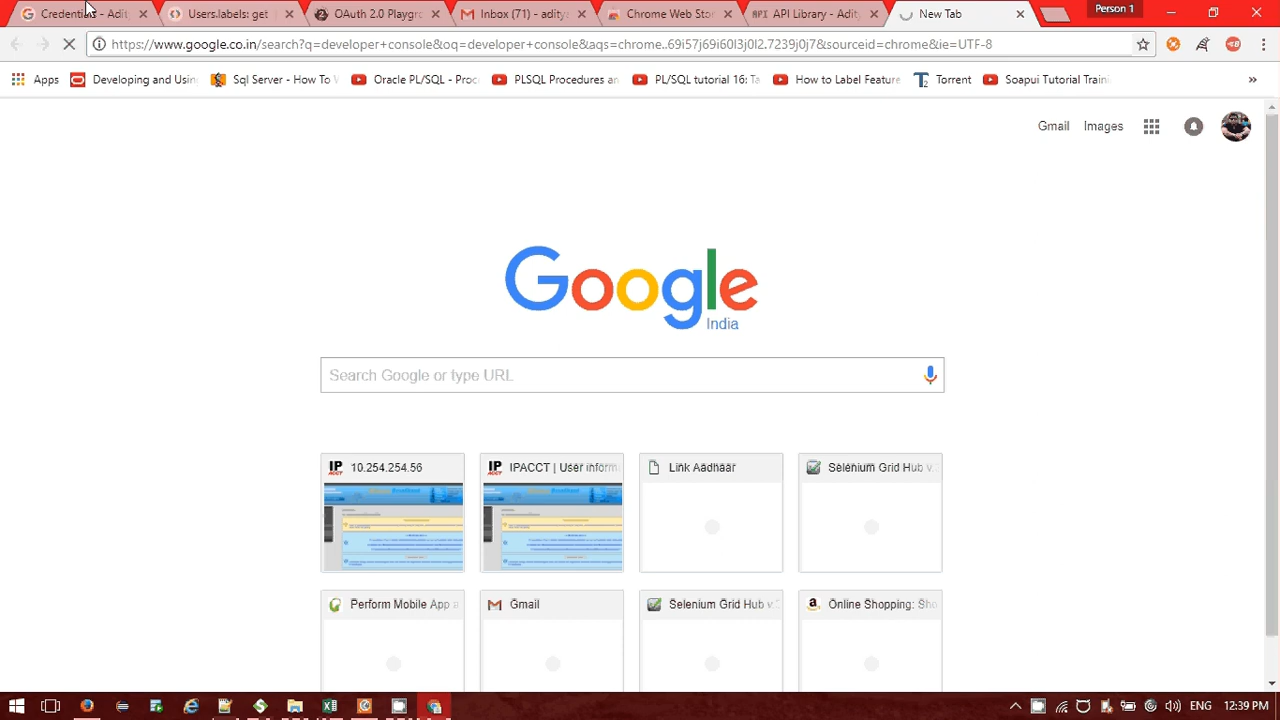 Credentials - Adity
Users.labels: get
OAuth 2.0 Playgro
Inbox (71) - aditya
Chrome Web Stor
API Library - Adity
New Tab
Person 1
https://www.google.co.in/search?q=developer+console&oq=developer+console&aqs=chrome..69i57j69i60l3j0l2.7239j0j7&sourceid=chrome&ie=UTF-8
Apps
Developing and Usin
Sql Server - How To
Oracle PL/SQL - Proc
PLSQL Procedures an
PL/SQL tutorial 16: Ta
How to Label Feature
Torrent
Soapui Tutorial Traini
Gmail
Images
Google
India
Search Google or type URL
10.254.254.56
IPACCT | User inform
Link Aadhaar
Selenium Grid Hub v.
Perform Mobile App a
Gmail
Selenium Grid Hub v.
Online Shopping: Sho
ENG
12:39 PM